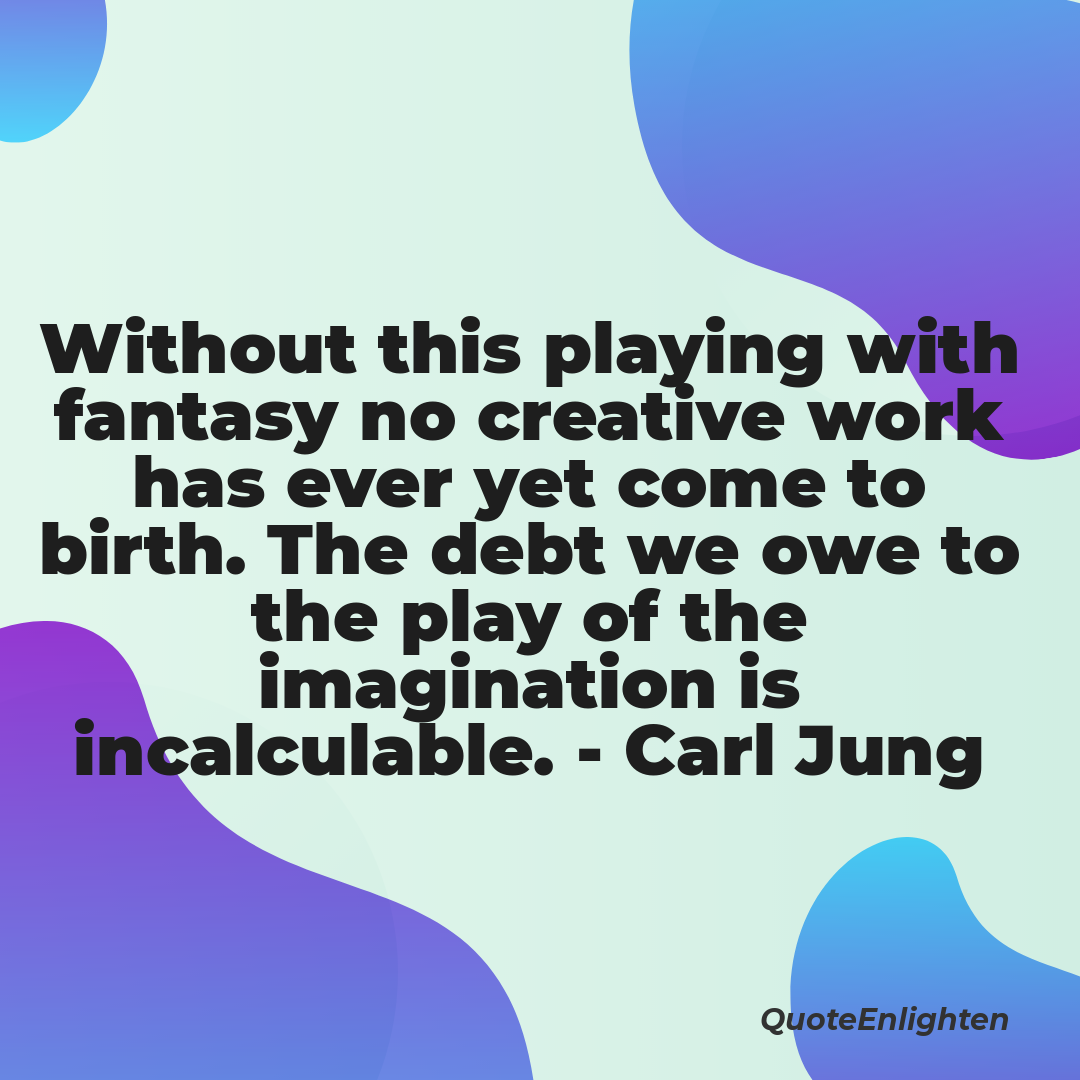 Without this playing with
fantasy no creative work
has ever yet come to
birth. The debt we owe to
the play of the
imagination is
incalculable. - Carl Jung
QuoteEnlighten